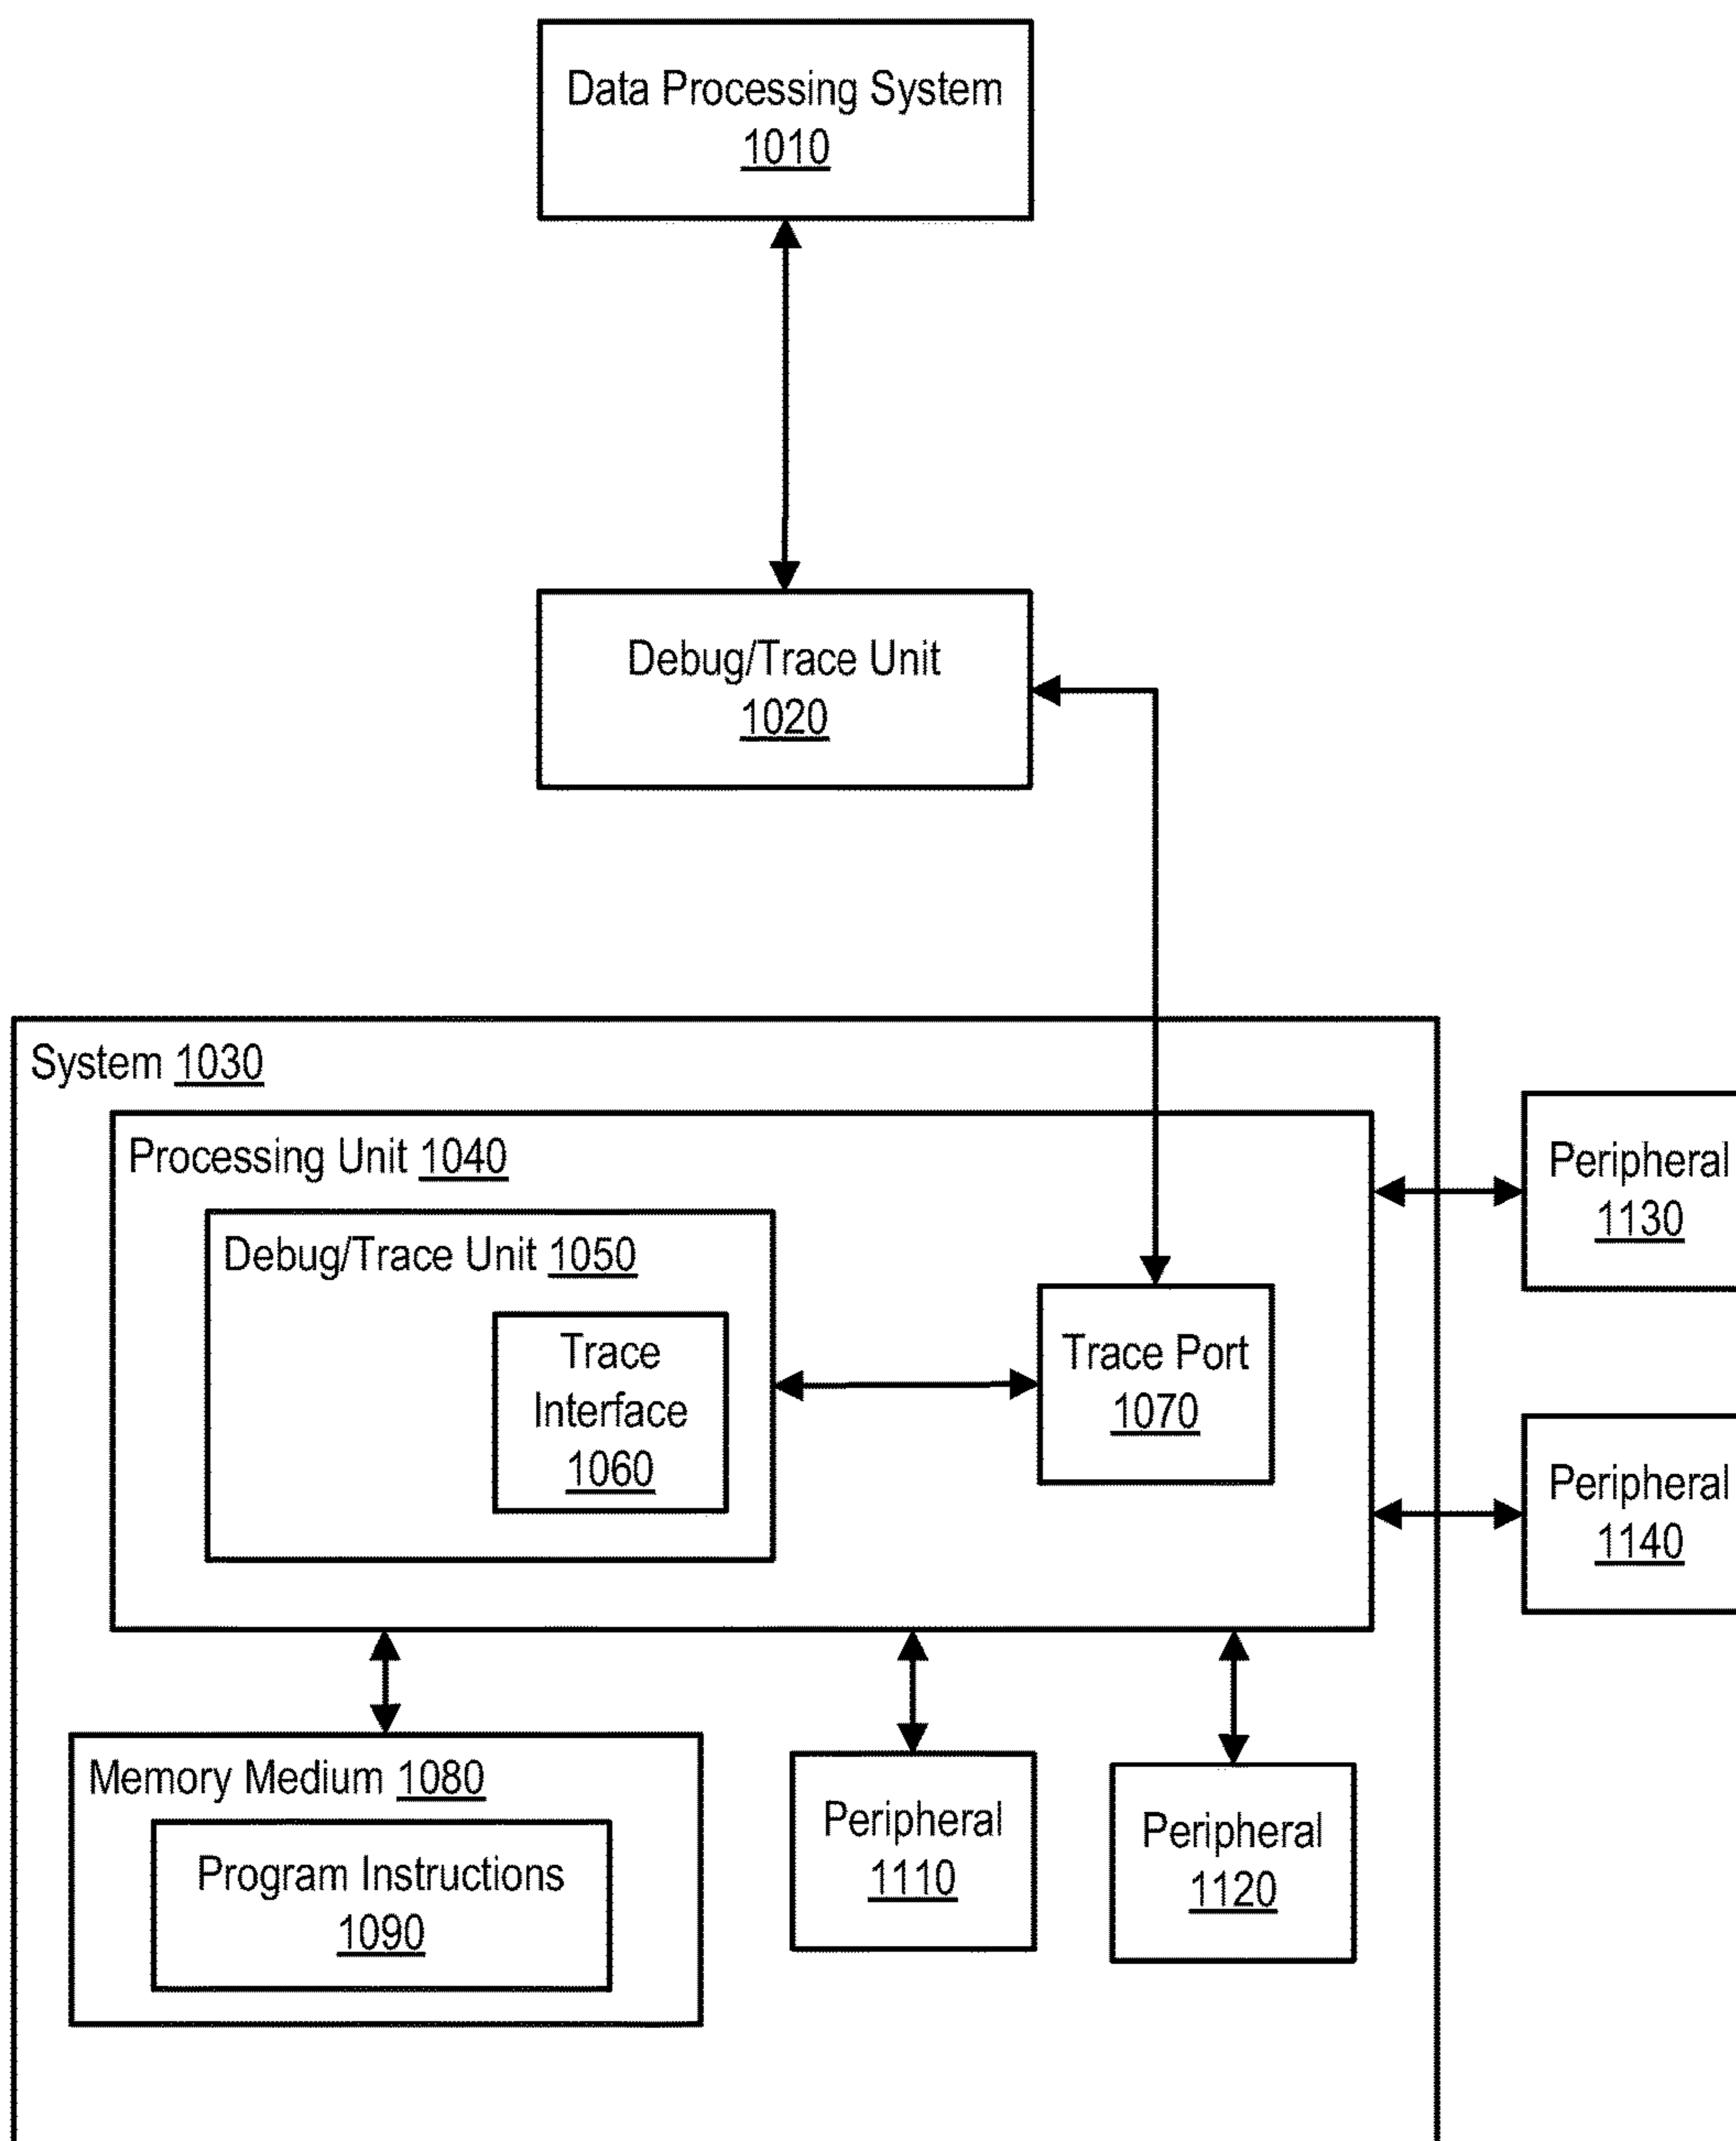 Data Processing System
1010
Debug/Trace Unit
1020
System 1030
Processing Unit 1040
Debug/Trace Unit 1050
Trace
Interface
1060
Trace Port
1070
Peripheral
1130
Peripheral
1140
Memory Medium 1080
Program Instructions
1090
Peripheral
1110
Peripheral
1120